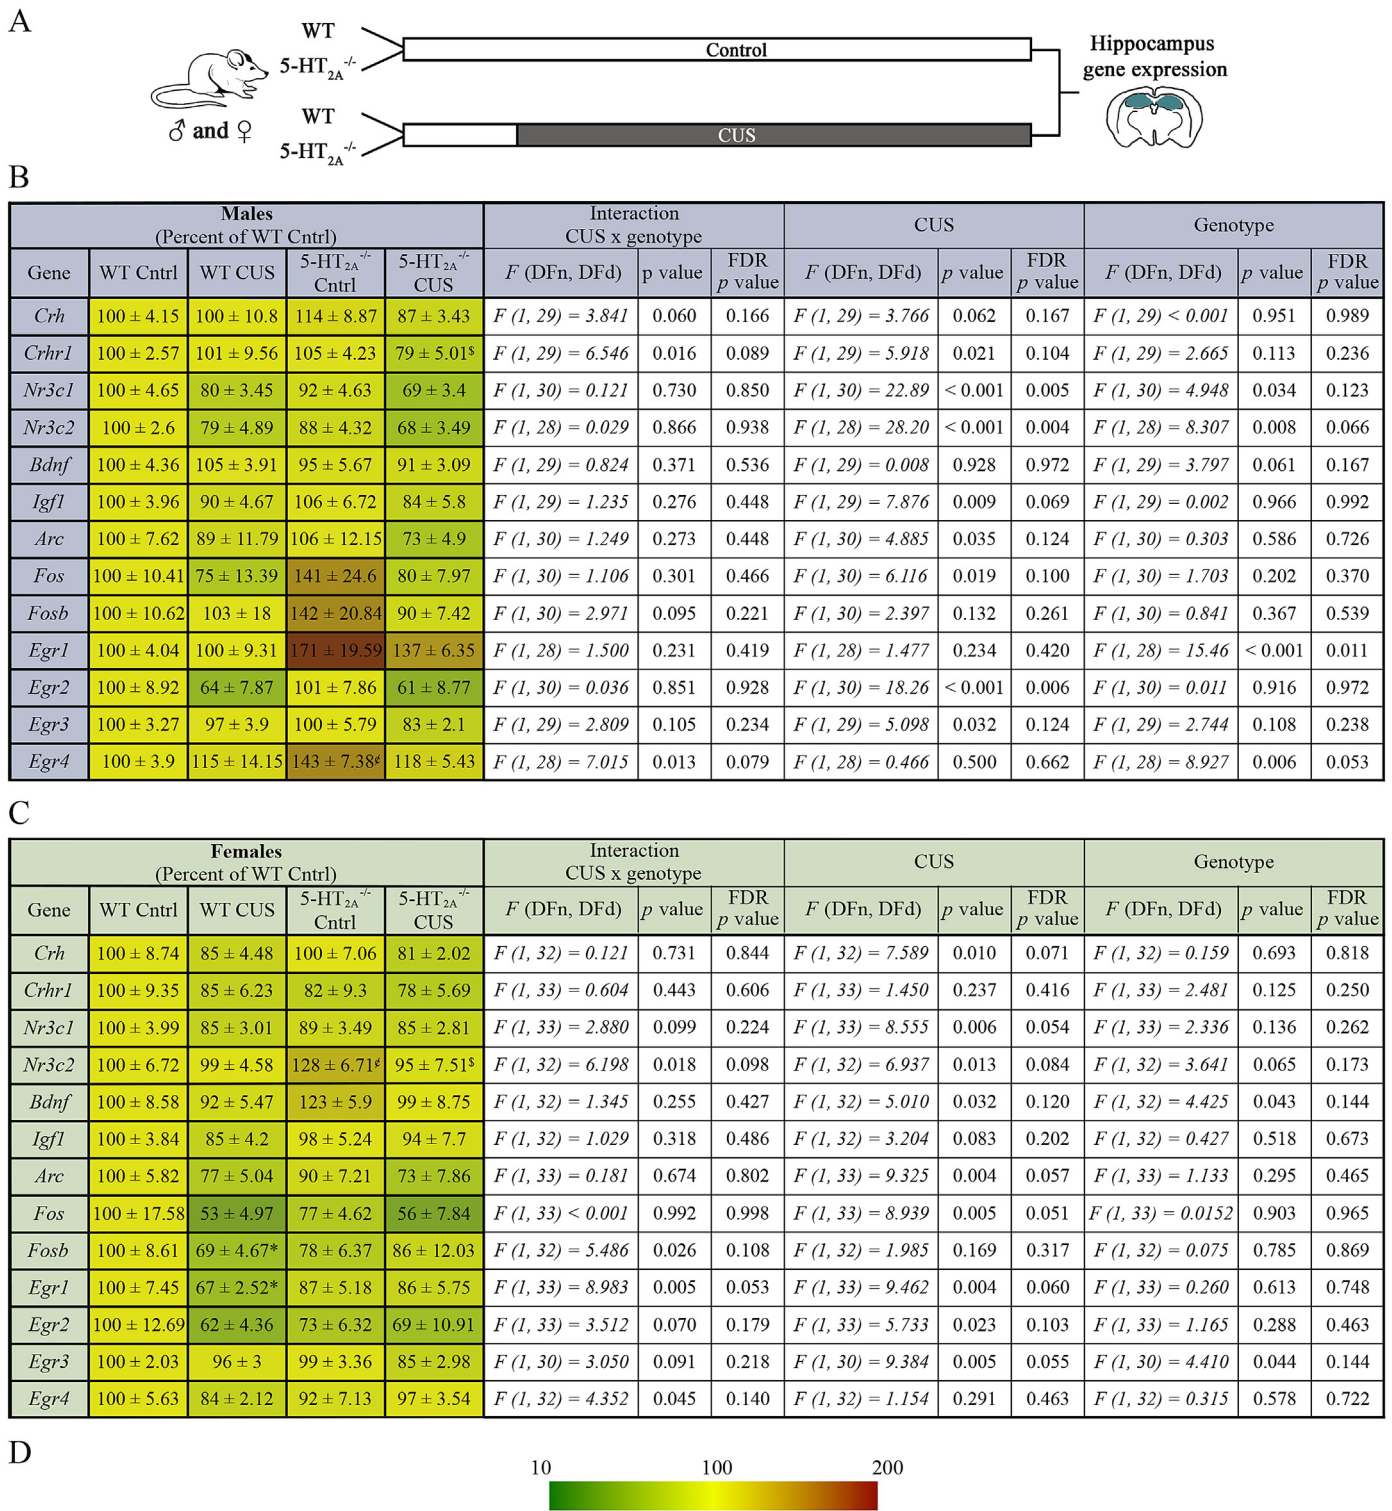 A
WT
5-HT2A-/-
Control
♂ and ♀
WT
5-HT2A-/-
CUS
Hippocampus
gene expression
B
Males
(Percent of WT Cntrl)
Interaction
CUS x genotype
CUS
Genotype
Gene WT Cntrl WT CUS 5-HT2A-/- Cntrl 5-HT2A-/- CUS F (DFn, DFd) p value FDR p value F (DFn, DFd) p value FDR p value F (DFn, DFd) p value FDR p value
Crh 100 ± 4.15 100 ± 10.8 114 ± 8.87 87 ± 3.43 F (1, 29) = 3.841 0.060 0.166 F (1, 29) = 3.766 0.062 0.167 F (1, 29) < 0.001 0.951 0.989
Crhr1 100 ± 2.57 101 ± 9.56 105 ± 4.23 79 ± 5.01$ F (1, 29) = 6.546 0.016 0.089 F (1, 29) = 5.918 0.021 0.104 F (1, 29) = 2.665 0.113 0.236
Nr3c1 100 ± 4.65 80 ± 3.45 92 ± 4.63 69 ± 3.4 F (1, 30) = 0.121 0.730 0.850 F (1, 30) = 22.89 < 0.001 0.005 F (1, 30) = 4.948 0.034 0.123
Nr3c2 100 ± 2.6 79 ± 4.89 88 ± 4.32 68 ± 3.49 F (1, 28) = 0.029 0.866 0.938 F (1, 28) = 28.20 < 0.001 0.004 F (1, 28) = 8.307 0.008 0.066
Bdnf 100 ± 4.36 105 ± 3.91 95 ± 5.67 91 ± 3.09 F (1, 29) = 0.824 0.371 0.536 F (1, 29) = 0.008 0.928 0.972 F (1, 29) = 3.797 0.061 0.167
Igf1 100 ± 3.96 90 ± 4.67 106 ± 6.72 84 ± 5.8 F (1, 29) = 1.235 0.276 0.448 F (1, 29) = 7.876 0.009 0.069 F (1, 29) = 0.002 0.966 0.992
Arc 100 ± 7.62 89 ± 11.79 106 ± 12.15 73 ± 4.9 F (1, 30) = 1.249 0.273 0.448 F (1, 30) = 4.885 0.035 0.124 F (1, 30) = 0.303 0.586 0.726
Fos 100 ± 10.41 75 ± 13.39 141 ± 24.6 80 ± 7.97 F (1, 30) = 1.106 0.301 0.466 F (1, 30) = 6.116 0.019 0.100 F (1, 30) = 1.703 0.202 0.370
Fosb 100 ± 10.62 103 ± 18 142 ± 20.84 90 ± 7.42 F (1, 30) = 2.971 0.095 0.221 F (1, 30) = 2.397 0.132 0.261 F (1, 30) = 0.841 0.367 0.539
Egr1 100 ± 4.04 100 ± 9.31 171 ± 19.59 137 ± 6.35 F (1, 28) = 1.500 0.231 0.419 F (1, 28) = 1.477 0.234 0.420 F (1, 28) = 15.46 < 0.001 0.011
Egr2 100 ± 8.92 64 ± 7.87 101 ± 7.86 61 ± 8.77 F (1, 30) = 0.036 0.851 0.928 F (1, 30) = 18.26 < 0.001 0.006 F (1, 30) = 0.011 0.916 0.972
Egr3 100 ± 3.27 97 ± 3.9 100 ± 5.79 83 ± 2.1 F (1, 29) = 2.809 0.105 0.234 F (1, 29) = 5.098 0.032 0.124 F (1, 29) = 2.744 0.108 0.238
Egr4 100 ± 3.9 115 ± 14.15 143 ± 7.38¢ 118 ± 5.43 F (1, 28) = 7.015 0.013 0.079 F (1, 28) = 0.466 0.500 0.662 F (1, 28) = 8.927 0.006 0.053
C
Females
(Percent of WT Cntrl)
Interaction
CUS x genotype
CUS
Genotype
Gene WT Cntrl WT CUS 5-HT2A-/- Cntrl 5-HT2A-/- CUS F (DFn, DFd) p value FDR p value F (DFn, DFd) p value FDR p value F (DFn, DFd) p value FDR p value
Crh 100 ± 8.74 85 ± 4.48 100 ± 7.06 81 ± 2.02 F (1, 32) = 0.121 0.731 0.844 F (1, 32) = 7.589 0.010 0.071 F (1, 32) = 0.159 0.693 0.818
Crhr1 100 ± 9.35 85 ± 6.23 82 ± 9.3 78 ± 5.69 F (1, 33) = 0.604 0.443 0.606 F (1, 33) = 1.450 0.237 0.416 F (1, 33) = 2.481 0.125 0.250
Nr3c1 100 ± 3.99 85 ± 3.01 89 ± 3.49 85 ± 2.81 F (1, 33) = 2.880 0.099 0.224 F (1, 33) = 8.555 0.006 0.054 F (1, 33) = 2.336 0.136 0.262
Nr3c2 100 ± 6.72 99 ± 4.58 128 ± 6.71¢ 95 ± 7.51$ F (1, 32) = 6.198 0.018 0.098 F (1, 32) = 6.937 0.013 0.084 F (1, 32) = 3.641 0.065 0.173
Bdnf 100 ± 8.58 92 ± 5.47 123 ± 5.9 99 ± 8.75 F (1, 32) = 1.345 0.255 0.427 F (1, 32) = 5.010 0.032 0.120 F (1, 32) = 4.425 0.043 0.144
Igf1 100 ± 3.84 85 ± 4.2 98 ± 5.24 94 ± 7.7 F (1, 32) = 1.029 0.318 0.486 F (1, 32) = 3.204 0.083 0.202 F (1, 32) = 0.427 0.518 0.673
Arc 100 ± 5.82 77 ± 5.04 90 ± 7.21 73 ± 7.86 F (1, 33) = 0.181 0.674 0.802 F (1, 33) = 9.325 0.004 0.057 F (1, 33) = 1.133 0.295 0.465
Fos 100 ± 17.58 53 ± 4.97 77 ± 4.62 56 ± 7.84 F (1, 33) < 0.001 0.992 0.998 F (1, 33) = 8.939 0.005 0.051 F (1, 33) = 0.0152 0.903 0.965
Fosb 100 ± 8.61 69 ± 4.67* 78 ± 6.37 86 ± 12.03 F (1, 32) = 5.486 0.026 0.108 F (1, 32) = 1.985 0.169 0.317 F (1, 32) = 0.075 0.785 0.869
Egr1 100 ± 7.45 67 ± 2.52* 87 ± 5.18 86 ± 5.75 F (1, 33) = 8.983 0.005 0.053 F (1, 33) = 9.462 0.004 0.060 F (1, 33) = 0.260 0.613 0.748
Egr2 100 ± 12.69 62 ± 4.36 73 ± 6.32 69 ± 10.91 F (1, 33) = 3.512 0.070 0.179 F (1, 33) = 5.733 0.023 0.103 F (1, 33) = 1.165 0.288 0.463
Egr3 100 ± 2.03 96 ± 3 99 ± 3.36 85 ± 2.98 F (1, 30) = 3.050 0.091 0.218 F (1, 30) = 9.384 0.005 0.055 F (1, 30) = 4.410 0.044 0.144
Egr4 100 ± 5.63 84 ± 2.12 92 ± 7.13 97 ± 3.54 F (1, 32) = 4.352 0.045 0.140 F (1, 32) = 1.154 0.291 0.463 F (1, 32) = 0.315 0.578 0.722
D
10 100 200